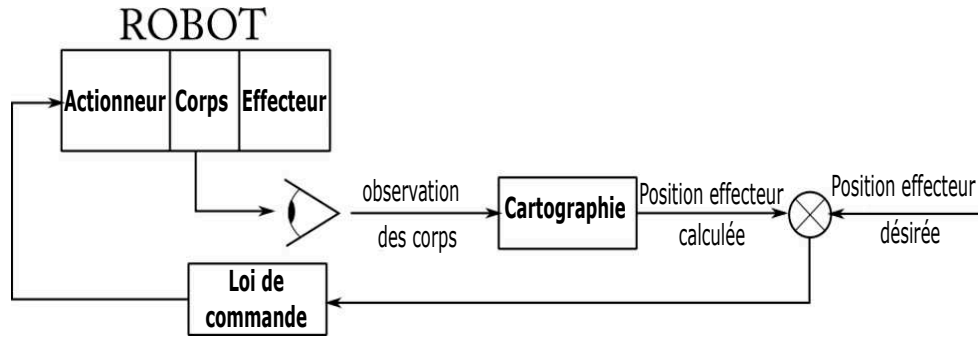 ROBOT
Actionneur
Corps
Effecteur
observation
des corps
Cartographie
Position effecteur
calculée
Position effecteur
désirée
Loi de
commande